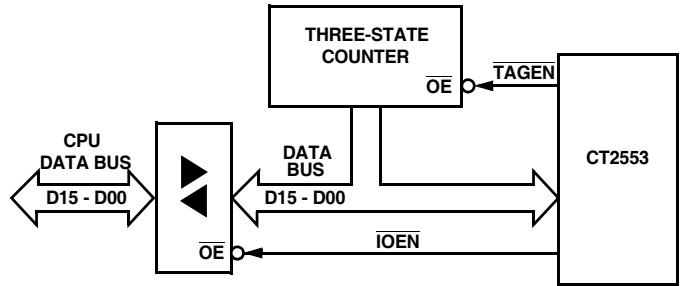 THREE-STATE
COUNTER
OE
TAGEN
CT2553
CPU
DATA BUS
D15 - D00
DATA
BUS
D15 - D00
OE
IOEN